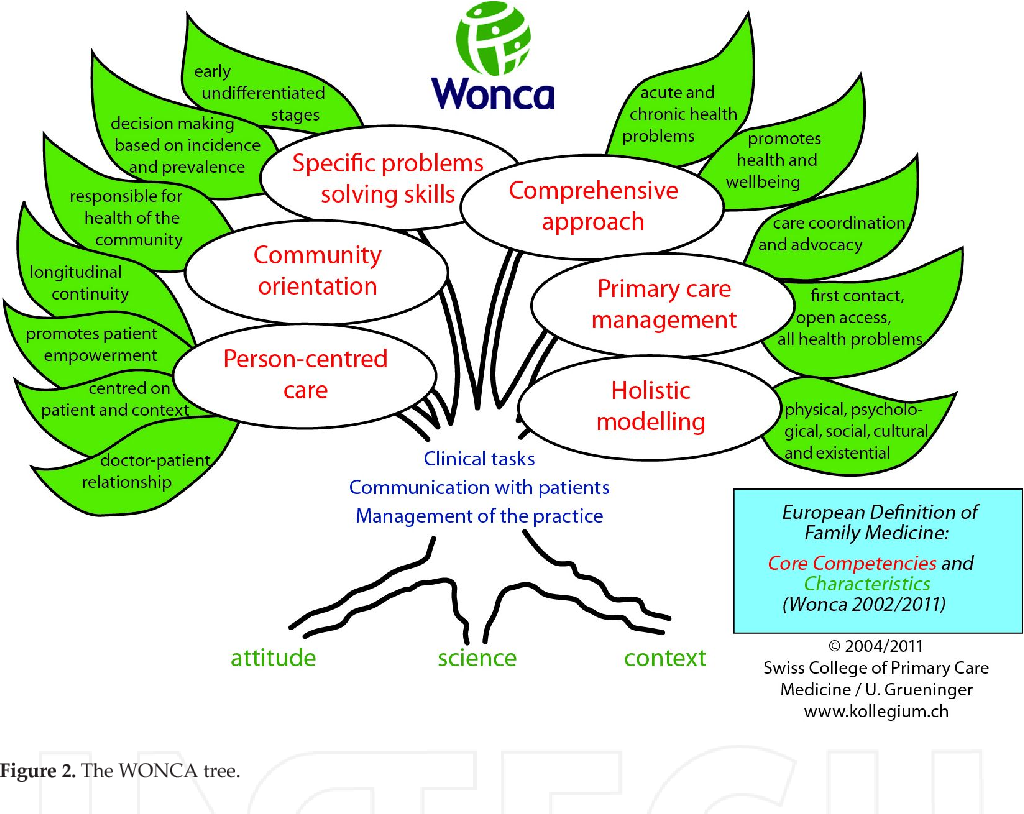 Wonca
early
undifferentiated
stages
decision making
based on incidence
and prevalence
responsible for
health of the
community
longitudinal
continuity
promotes patient
empowerment
centred on
patient and context
doctor-patient
relationship
Specific problems
solving skills
Community
orientation
Person-centred
care
Comprehensive
approach
Primary care
management
Holistic
modelling
acute and
chronic health
problems
promotes
health and
wellbeing
care coordination
and advocacy
first contact,
open access,
all health problems
physical, psycholo-
gical, social, cultural
and existential
Clinical tasks
Communication with patients
Management of the practice
attitude
science
context
European Definition of
Family Medicine:
Core Competencies and
Characteristics
(Wonca 2002/2011)
© 2004/2011
Swiss College of Primary Care
Medicine / U. Grueninger
www.kollegium.ch
Figure 2. The WONCA tree.
INTECH